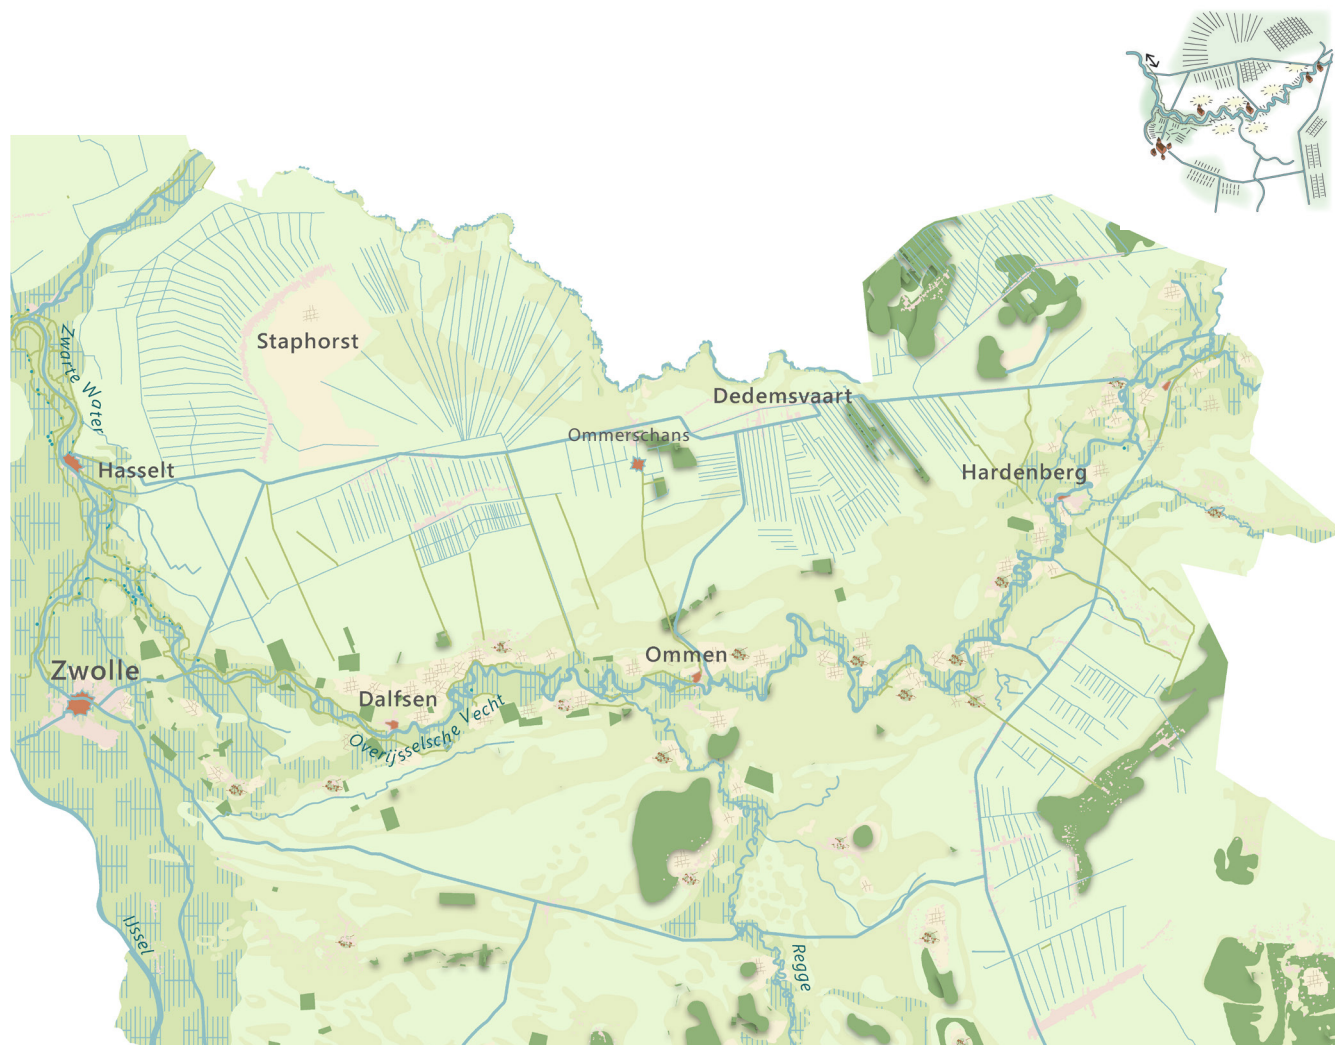 Staphorst
Zwarte Water
Dedemsvaart
Ommerschans
Hasselt
Hardenberg
Zwolle
Ommen
Dalfsen
Overijsselsche Vecht
IJssel
Regge